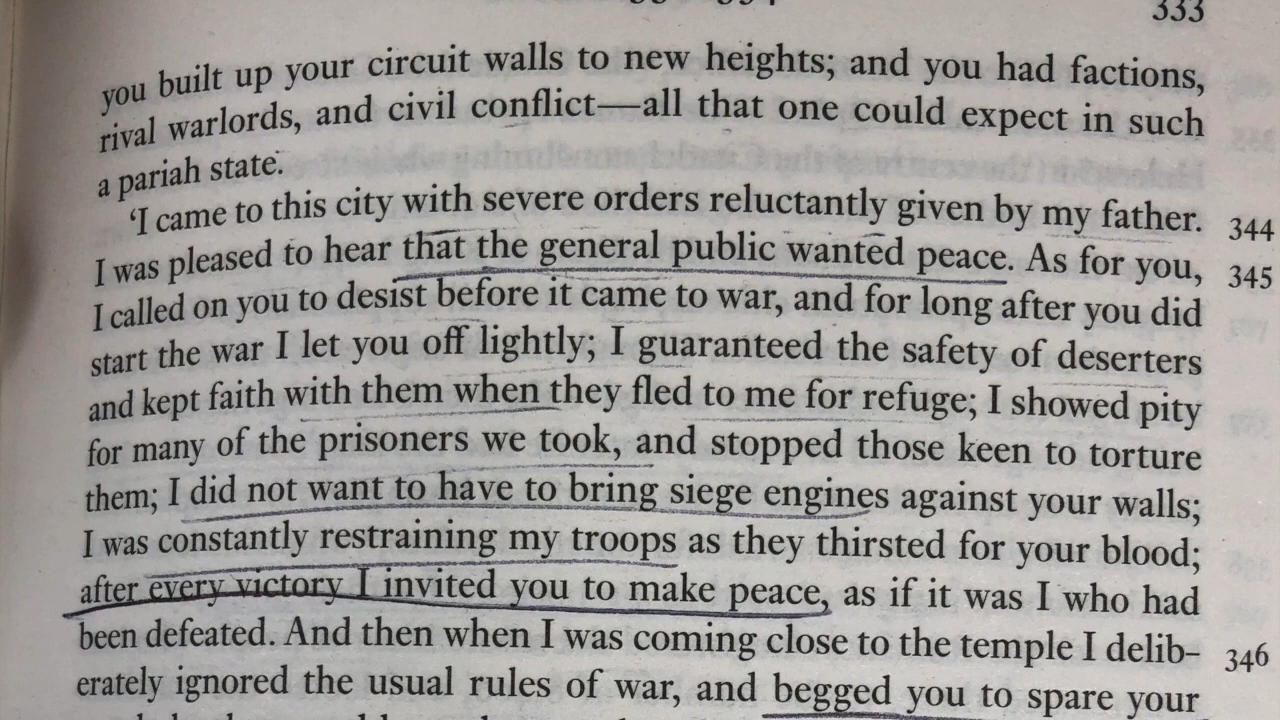 333
you built up your circuit walls to new heights; and you had factions,
rival warlords, and civil conflict—all that one could expect in such
a pariah state.
‘I came to this city with severe orders reluctantly given by my father. 344
I was pleased to hear that the general public wanted peace. As for you, 345
I called on you to desist before it came to war, and for long after you did
start the war I let you off lightly; I guaranteed the safety of deserters
and kept faith with them when they fled to me for refuge; I showed pity
for many of the prisoners we took, and stopped those keen to torture
them; I did not want to have to bring siege engines against your walls;
I was constantly restraining my troops as they thirsted for your blood;
after every victory I invited you to make peace, as if it was I who had
been defeated. And then when I was coming close to the temple I delib- 346
erately ignored the usual rules of war, and begged you to spare your